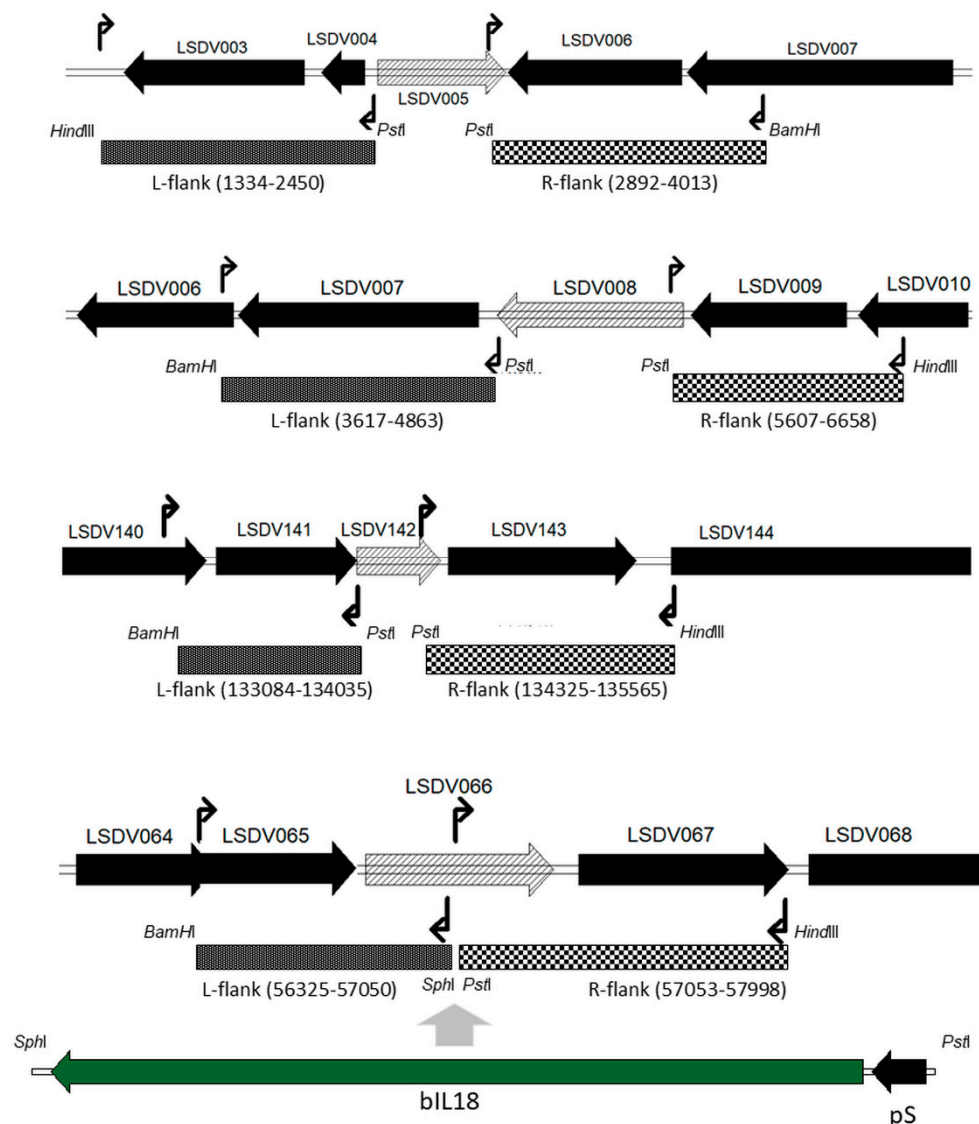 LSDV003 LSDV004 LSDV006 LSDV007
LSDV005
HindIII PstI PstI BamHI
L-flank (1334-2450) R-flank (2892-4013)
LSDV006 LSDV007 LSDV008 LSDV009 LSDV010
BamHI PstI PstI HindIII
L-flank (3617-4863) R-flank (5607-6658)
LSDV140 LSDV141 LSDV142 LSDV143 LSDV144
BamHI PstI PstI HindIII
L-flank (133084-134035) R-flank (134325-135565)
LSDV066
LSDV064 LSDV065 LSDV067 LSDV068
BamHI HindIII
L-flank (56325-57050) SphI PstI R-flank (57053-57998)
SphI PstI
bIL18 pS